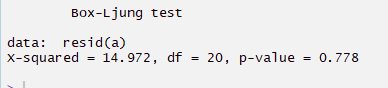 Box-Ljung test
data:  resid(a)
X-squared = 14.972, df = 20, p-value = 0.778
>